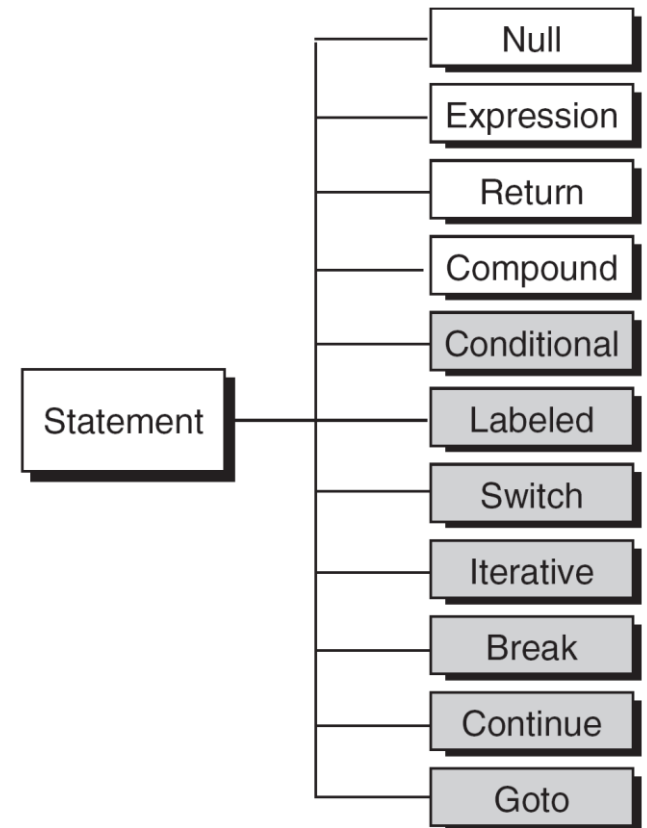 Null
Expression
Return
Compound
Conditional
Statement
Labeled
Switch
Iterative
Break
Continue
Goto